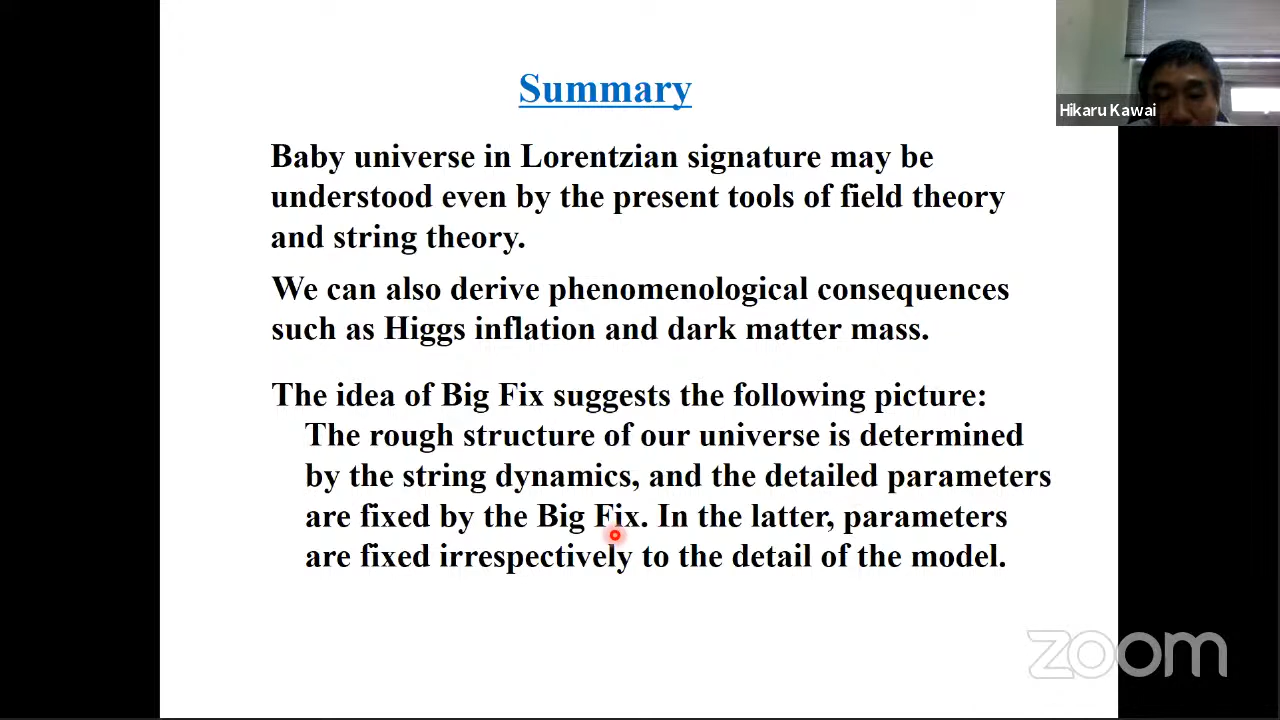 Summary
Hikaru Kawai
Baby universe in Lorentzian signature may be
understood even by the present tools of field theory
and string theory.
We can also derive phenomenological consequences
such as Higgs inflation and dark matter mass.
The idea of Big Fix suggests the following picture:
The rough structure of our universe is determined
by the string dynamics, and the detailed parameters
are fixed by the Big Fix. In the latter, parameters
are fixed irrespectively to the detail of the model.
zoom